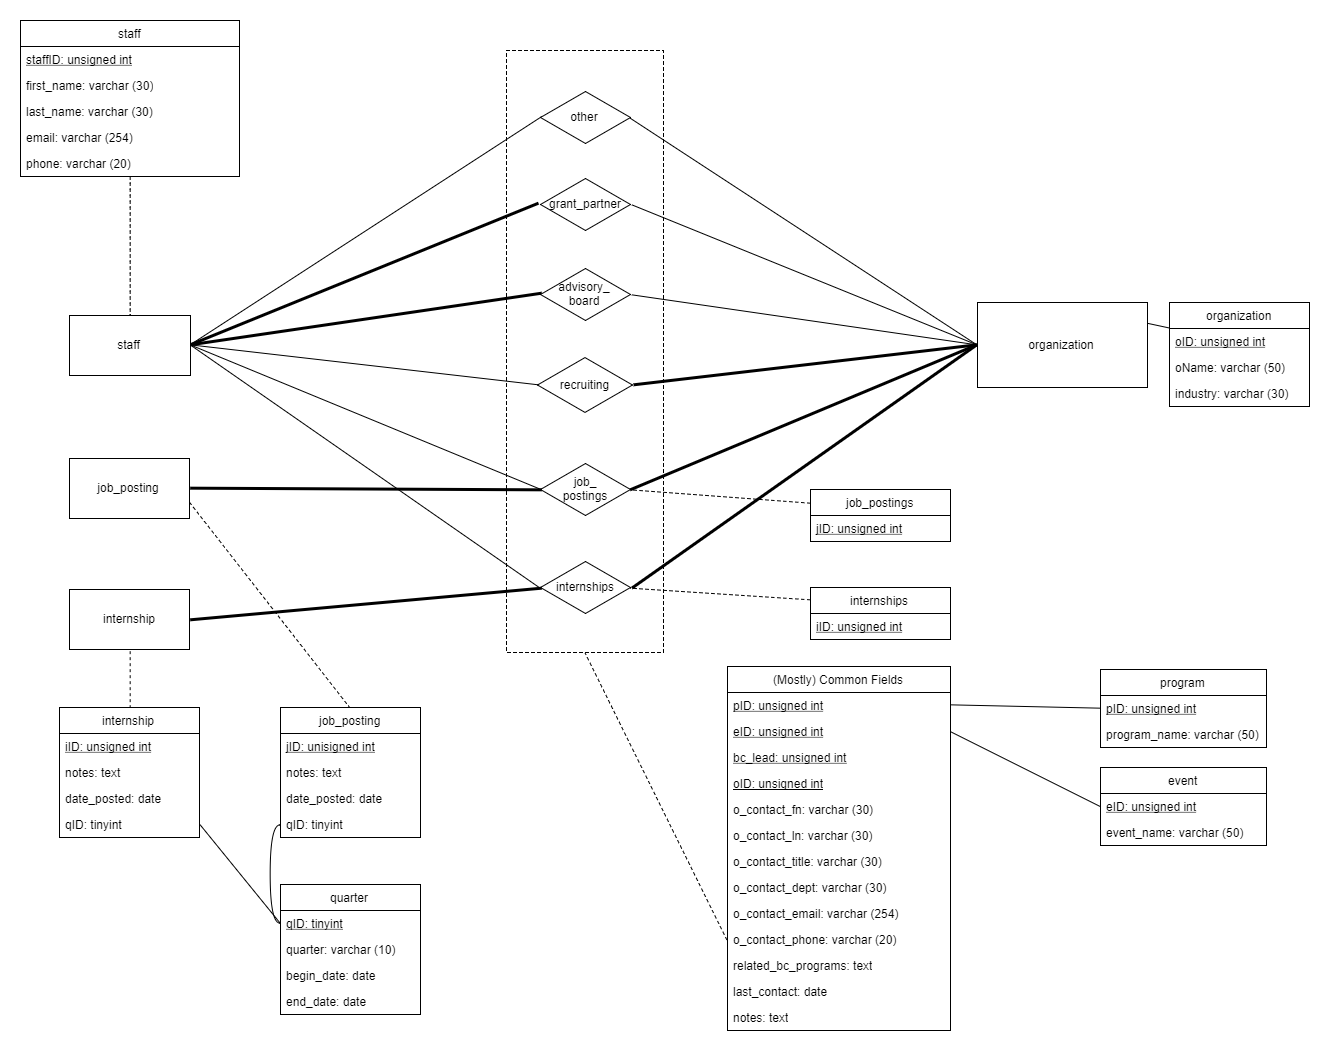 staff
staffID: unsigned int
first_name: varchar (30)
last_name: varchar (30)
email: varchar (254)
phone: varchar (20)
other
grant_partner
advisory_
board
recruiting
job_
postings
internships
staff
job_posting
internship
organization
organization
oID: unsigned int
oName: varchar (50)
industry: varchar (30)
job_postings
jID: unsigned int
internships
iID: unsigned int
internship
iID: unsigned int
notes: text
date_posted: date
qID: tinyint
job_posting
jID: unisigned int
notes: text
date_posted: date
qID: tinyint
quarter
qID: tinyint
quarter: varchar (10)
begin_date: date
end_date: date
(Mostly) Common Fields
pID: unsigned int
eID: unsigned int
bc_lead: unsigned int
oID: unsigned int
o_contact_fn: varchar (30)
o_contact_ln: varchar (30)
o_contact_title: varchar (30)
o_contact_dept: varchar (30)
o_contact_email: varchar (254)
o_contact_phone: varchar (20)
related_bc_programs: text
last_contact: date
notes: text
program
pID: unsigned int
program_name: varchar (50)
event
eID: unsigned int
event_name: varchar (50)